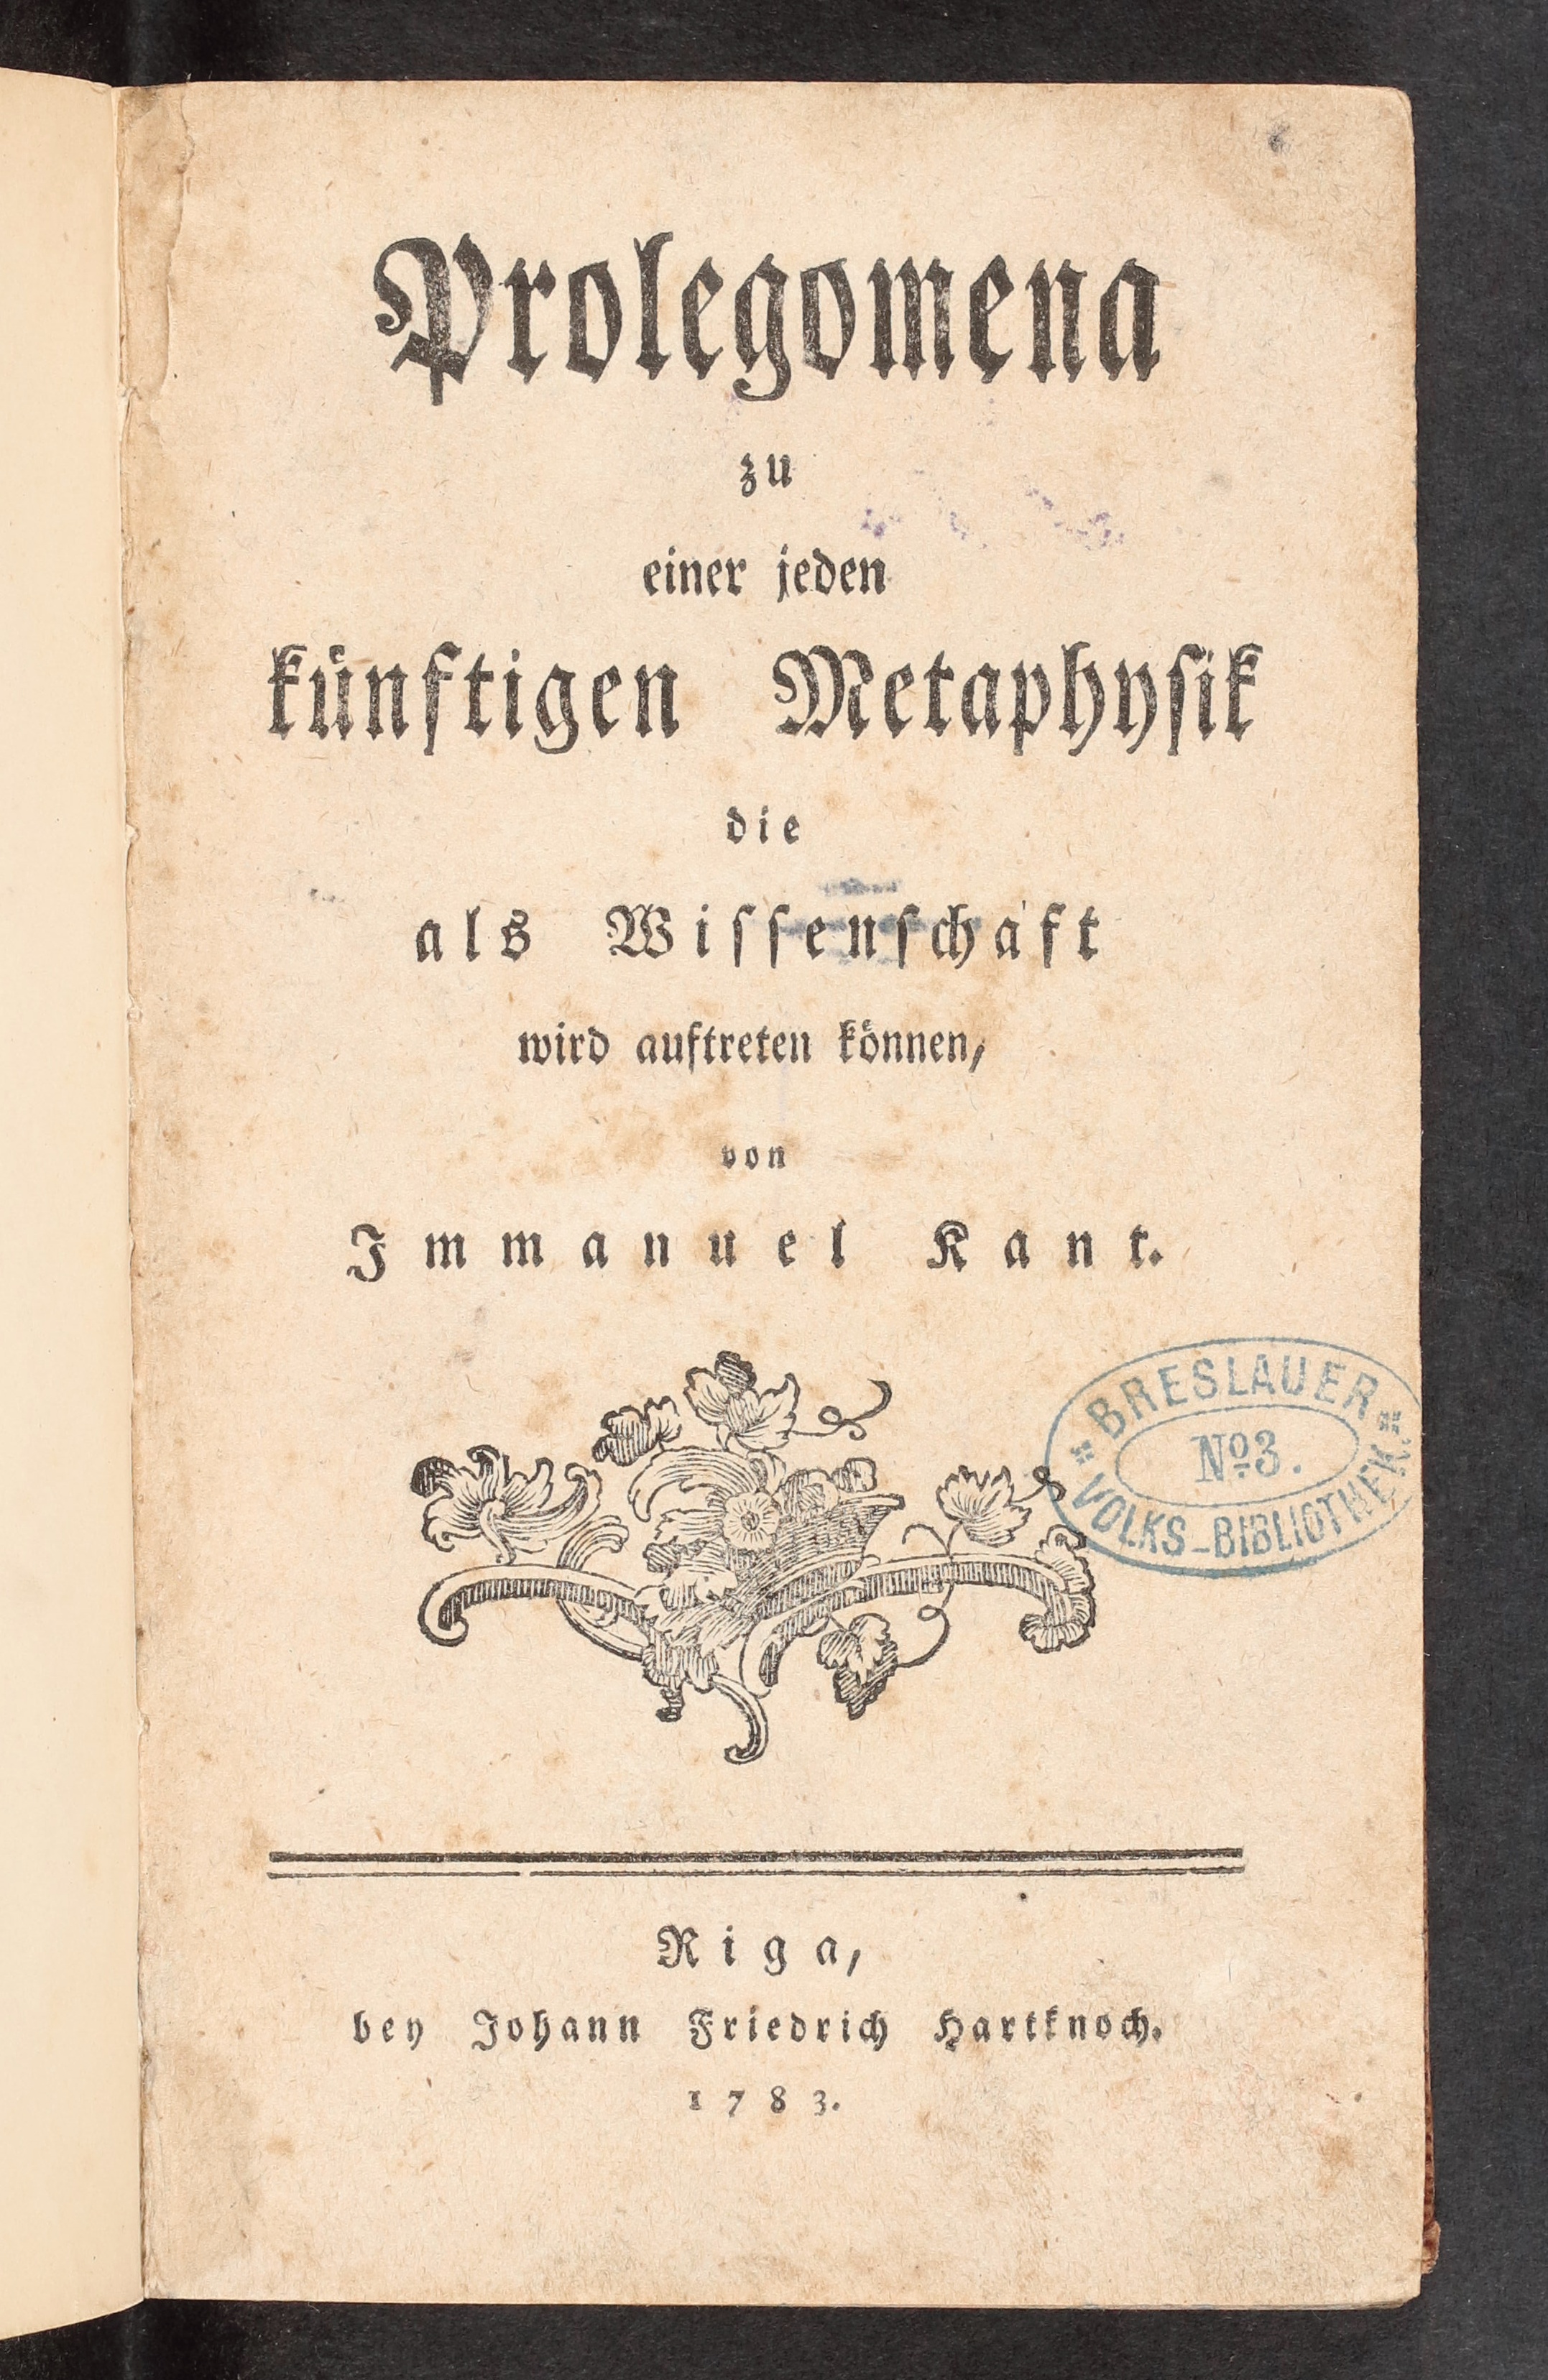 Prolegomena
zu
einer jeden
künftigen Metaphysik
die
als Wissenschaft
wird auftreten können,
von
Immanuel Kant.
BRESLAUER
No 3.
VOLKS-BIBLIOTHEK
Riga,
bey Johann Friedrich Hartknoch.
1783.